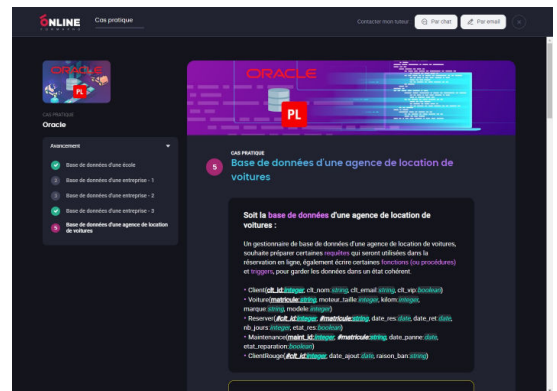 ONLINE
Cas pratique
Contacter mon tuteur
Par chat
Par email
ORACLE
PL
CAS PRATIQUE
Oracle
Avancement
Base de données d'une école
Base de données d'une entreprise - 1
Base de données d'une entreprise - 2
Base de données d'une entreprise - 3
5
Base de données d'une agence de location
de voitures
ORACLE
PL
CAS PRATIQUE
5
Base de données d'une agence de location de
voitures
Soit la base de données d'une agence de location de
voitures :
Un gestionnaire de base de données d'une agence de location de voitures,
souhaite préparer certaines requêtes qui seront utilisées dans la
réservation en ligne, également écrire certaines fonctions (ou procédures)
et triggers, pour garder les données dans un état cohérent.
• Client(clt_id:integer, clt_nom:string, clt_email:string, clt_vip:boolean)
• Voiture(matricule:string, moteur_taille:integer, kilom:integer,
marque:string, modele:integer)
• Reserver(#clt_id:integer, #matricule:string, date_res:date, date_ret:date,
nb_jours:integer, etat_res:boolean)
• Maintenance(maint_id:integer, #matricule:string, date_panne:date,
etat_reparation:boolean)
• ClientRouge(#clt_id:integer, date_ajout:date, raison_ban:string)